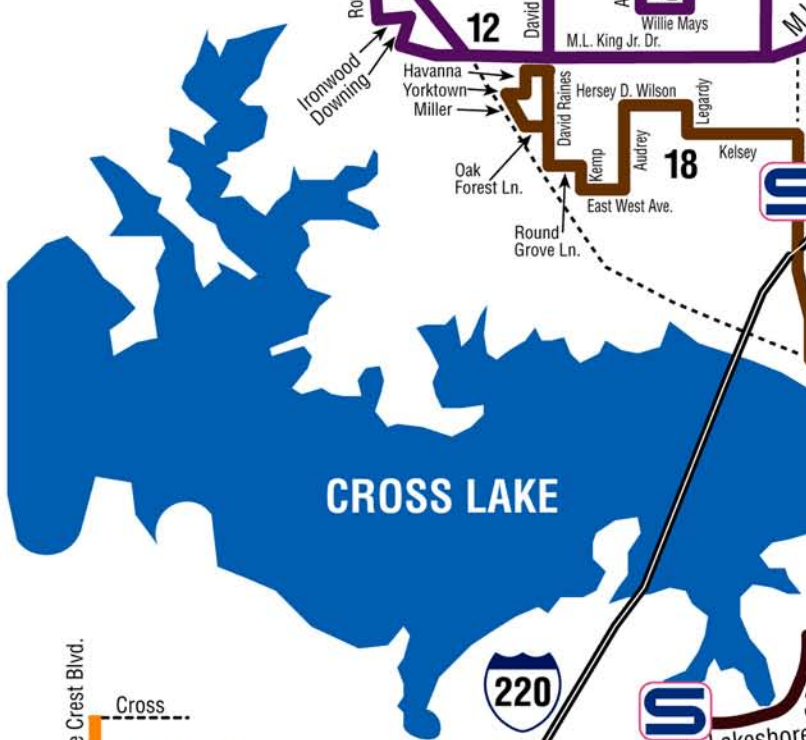 12
David
Willie Mays
M.L. King Jr. Dr.
Ironwood
Downing
Havanna
Yorktown
Miller
David Raines
Hersey D. Wilson
Legardy
Audrey
18
Kelsey
Kemp
Oak
Forest Ln.
East West Ave.
Round
Grove Ln.
S
CROSS LAKE
220
S
Crest Blvd.
Cross